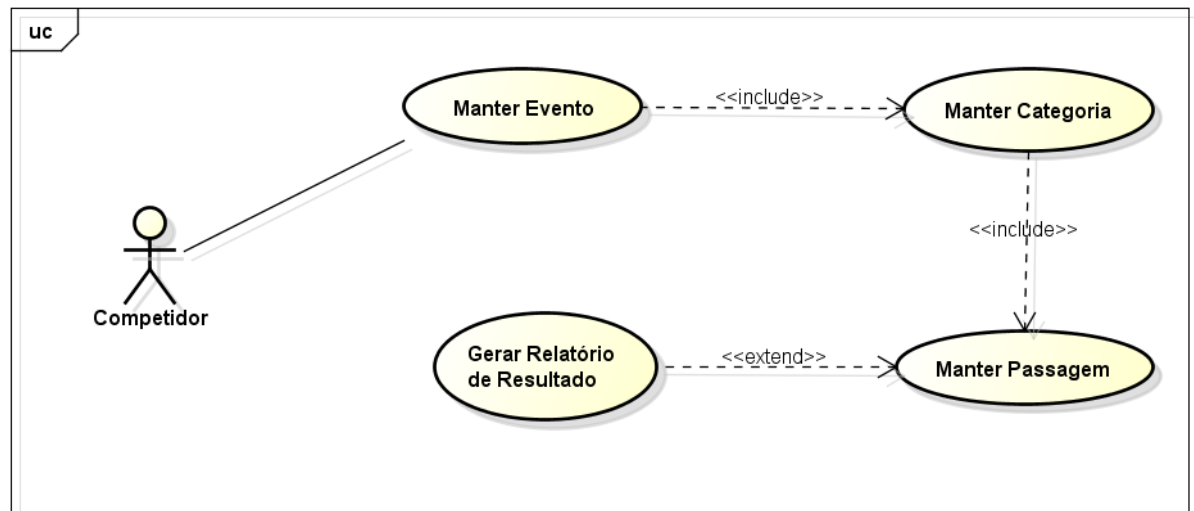 uc
Manter Evento
<<include>>
Manter Categoria
<<include>>
Competidor
Gerar Relatório
de Resultado
<<extend>>
Manter Passagem